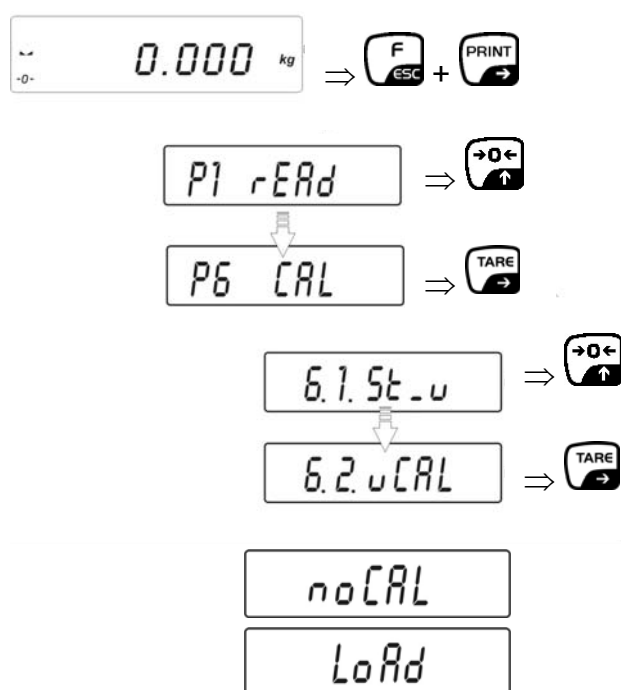 -0- 0.000 kg ⇒ F ESC + PRINT
P1 rEAd ⇒ →0←
P6 CAL ⇒ TARE
6.1.St_u ⇒ →0←
6.2.uCAL ⇒ TARE
noCAL
LoAd